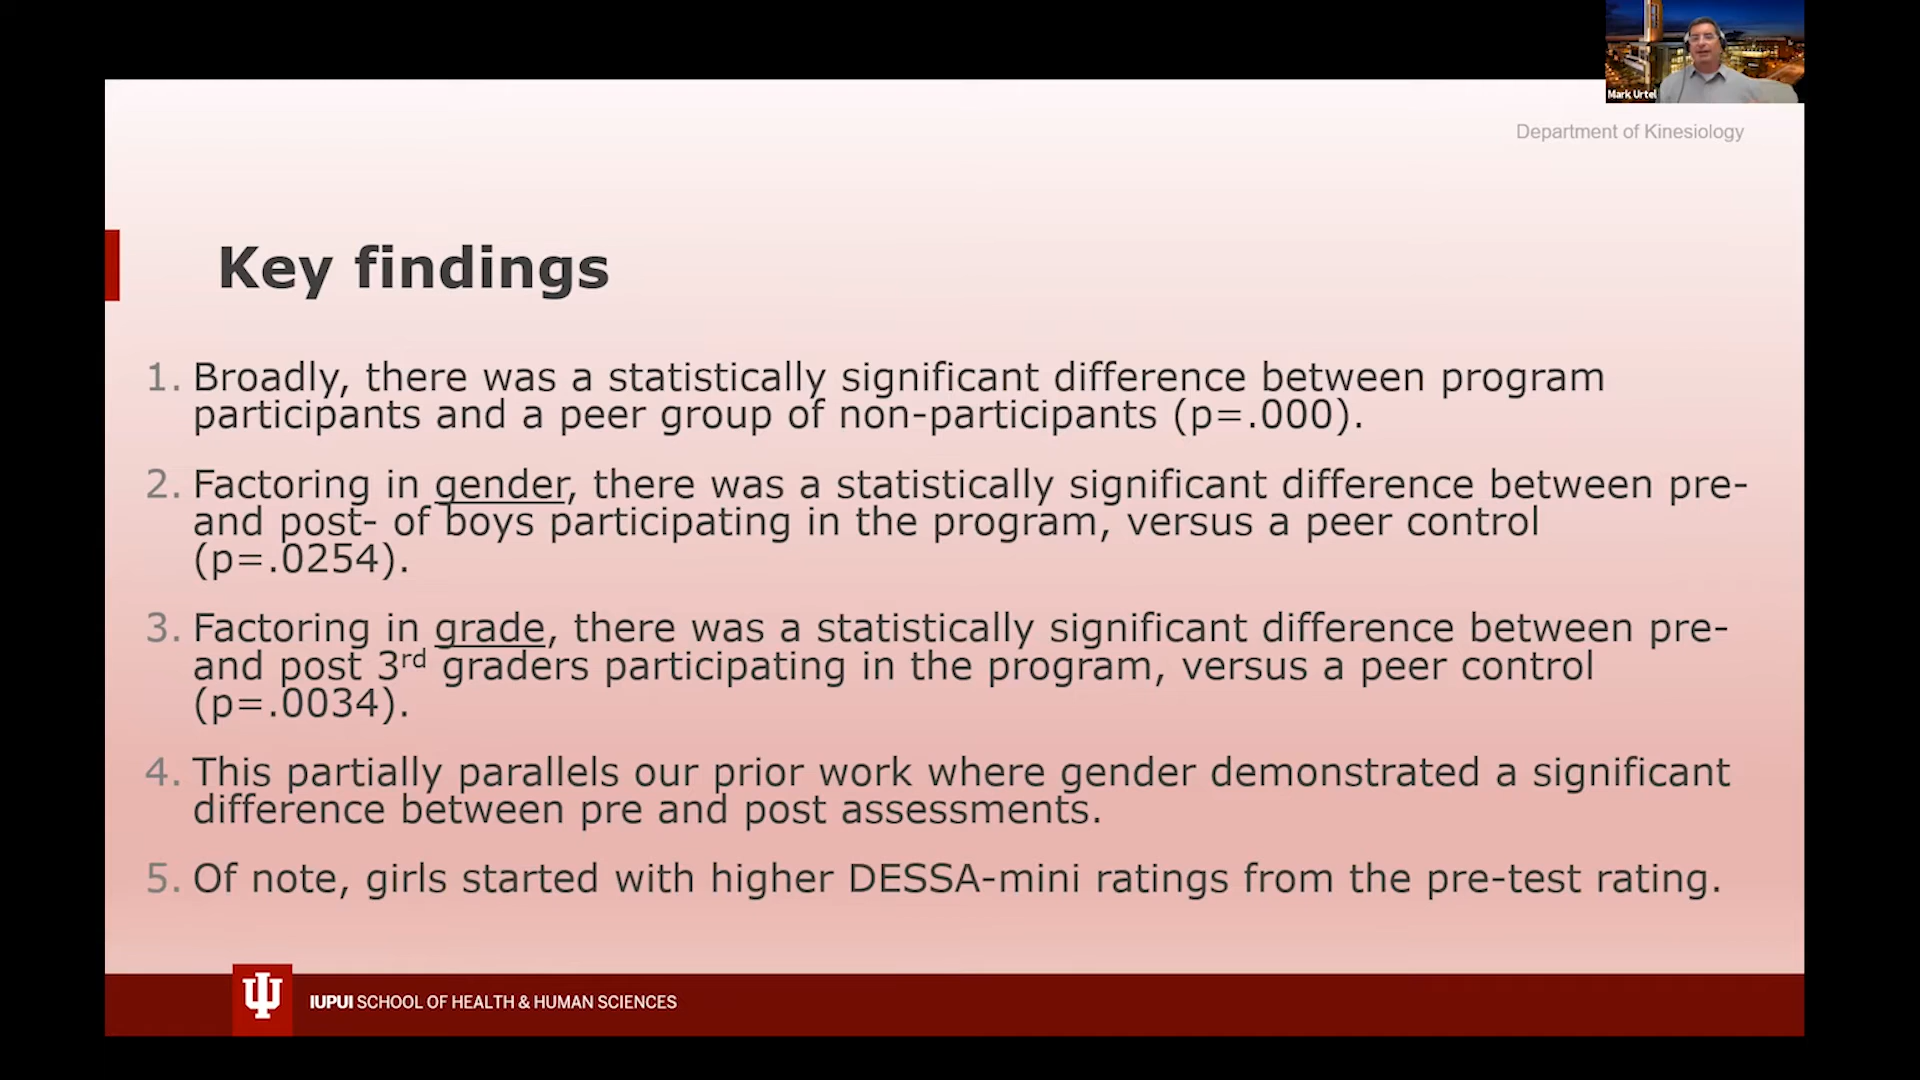 Mark Urtel
Department of Kinesiology
Key findings
1. Broadly, there was a statistically significant difference between program
participants and a peer group of non-participants (p=.000).
2. Factoring in gender, there was a statistically significant difference between pre-
and post- of boys participating in the program, versus a peer control
(p=.0254).
3. Factoring in grade, there was a statistically significant difference between pre-
and post 3rd graders participating in the program, versus a peer control
(p=.0034).
4. This partially parallels our prior work where gender demonstrated a significant
difference between pre and post assessments.
5. Of note, girls started with higher DESSA-mini ratings from the pre-test rating.
IUPUI SCHOOL OF HEALTH & HUMAN SCIENCES